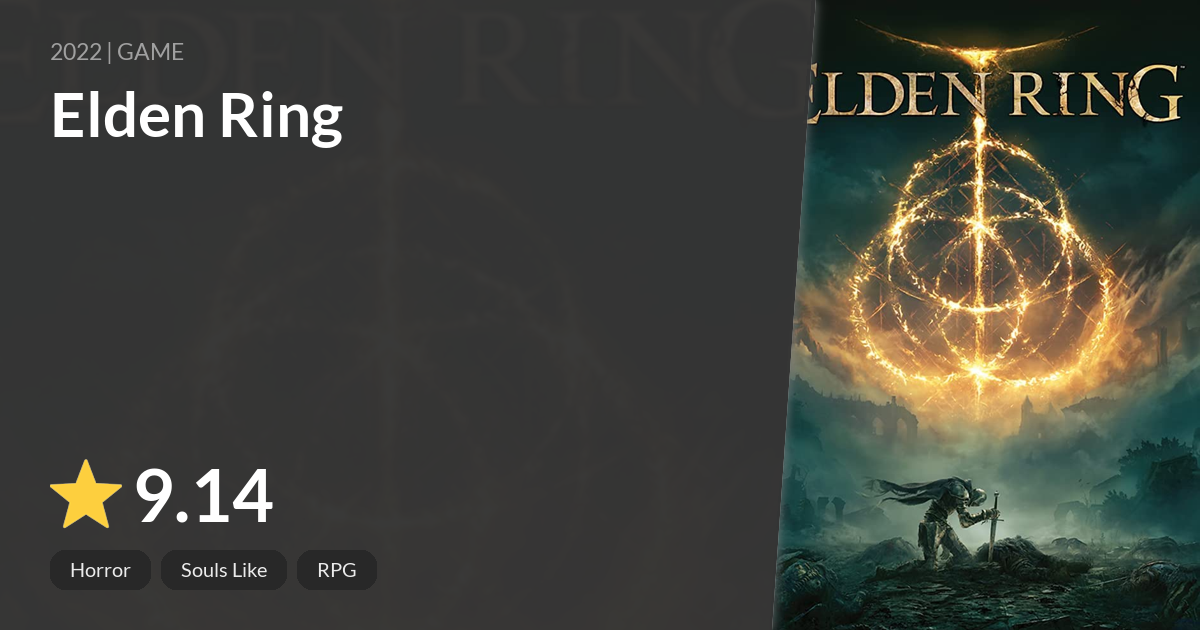 2022 | GAME
Elden Ring
9.14
Horror
Souls Like
RPG
ELDEN RING